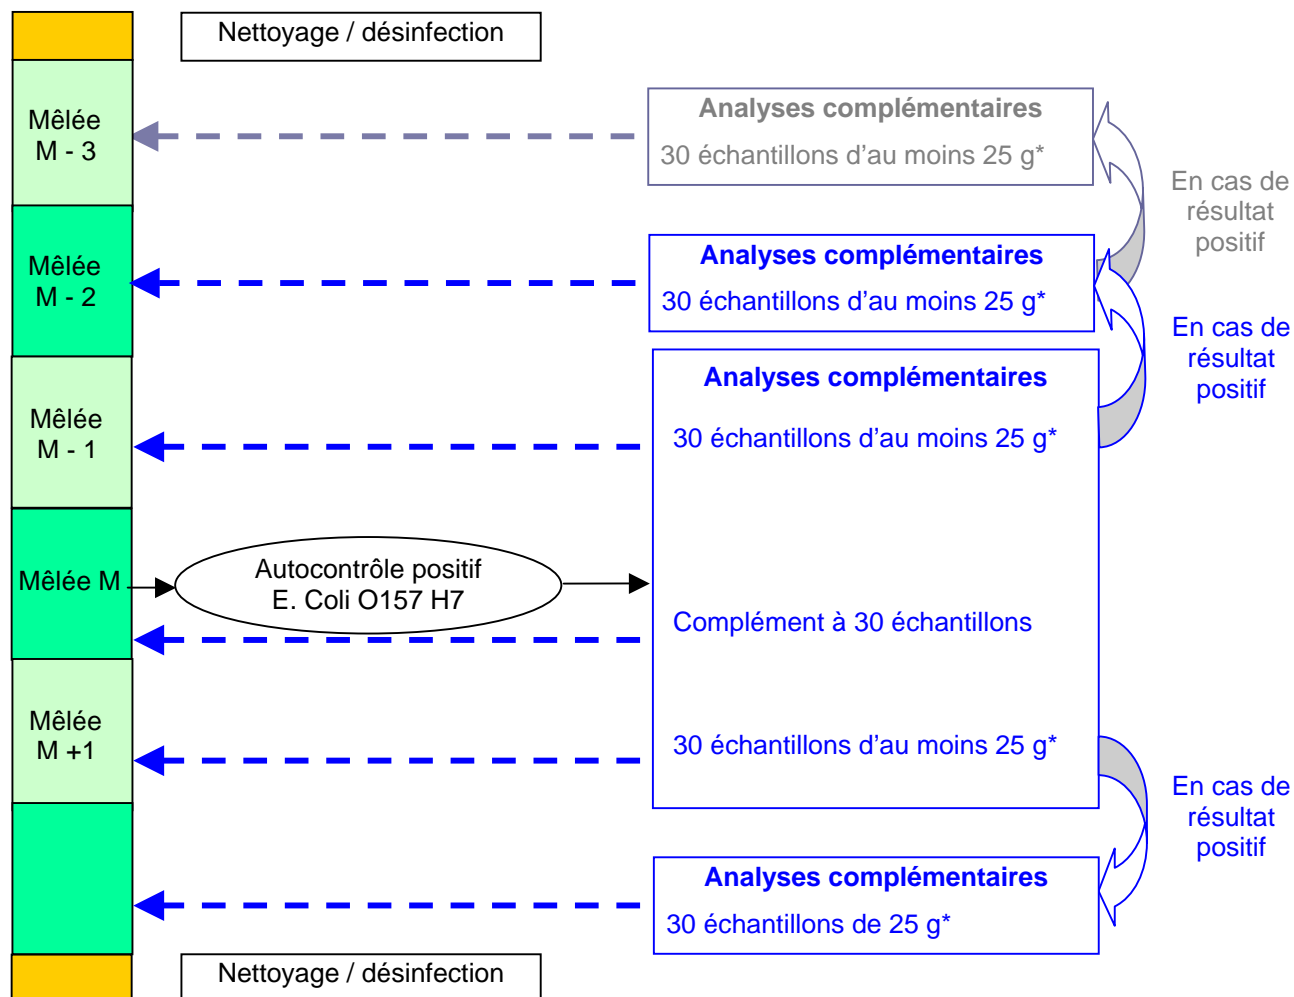 Nettoyage / désinfection
Mêlée
M - 3
Analyses complémentaires
30 échantillons d'au moins 25 g*
En cas de
résultat
positif
Mêlée
M - 2
Analyses complémentaires
30 échantillons d'au moins 25 g*
En cas de
résultat
positif
Mêlée
M - 1
Analyses complémentaires
30 échantillons d'au moins 25 g*
Mêlée M
Autocontrôle positif
E. Coli O157 H7
Complément à 30 échantillons
Mêlée
M +1
30 échantillons d'au moins 25 g*
En cas de
résultat
positif
Analyses complémentaires
30 échantillons de 25 g*
Nettoyage / désinfection